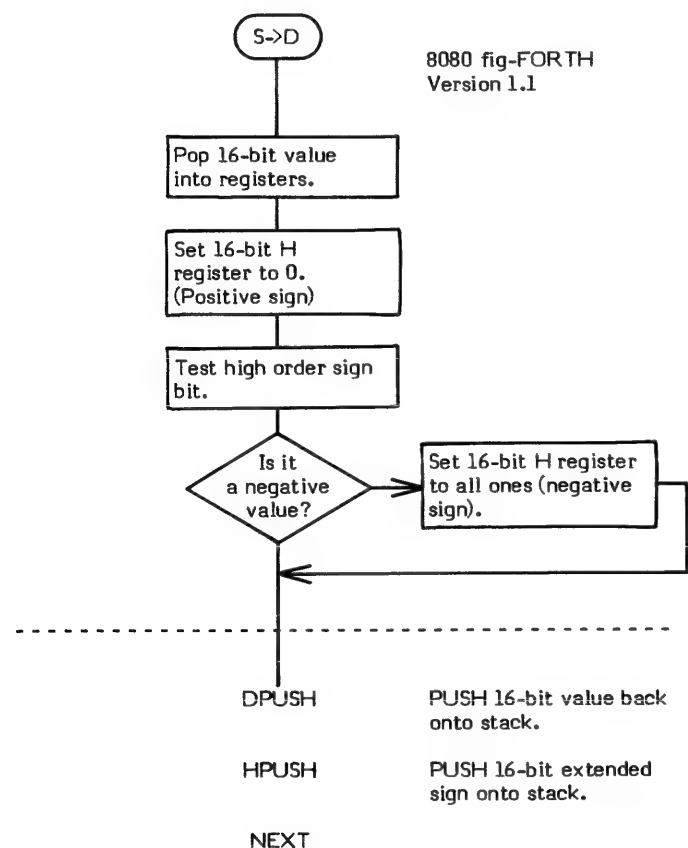 S->D
8080 fig-FORTH
Version 1.1
Pop 16-bit value
into registers.
Set 16-bit H
register to 0.
(Positive sign)
Test high order sign
bit.
Is it
a negative
value?
Set 16-bit H register
to all ones (negative
sign).
DPUSH
PUSH 16-bit value back
onto stack.
HPUSH
PUSH 16-bit extended
sign onto stack.
NEXT